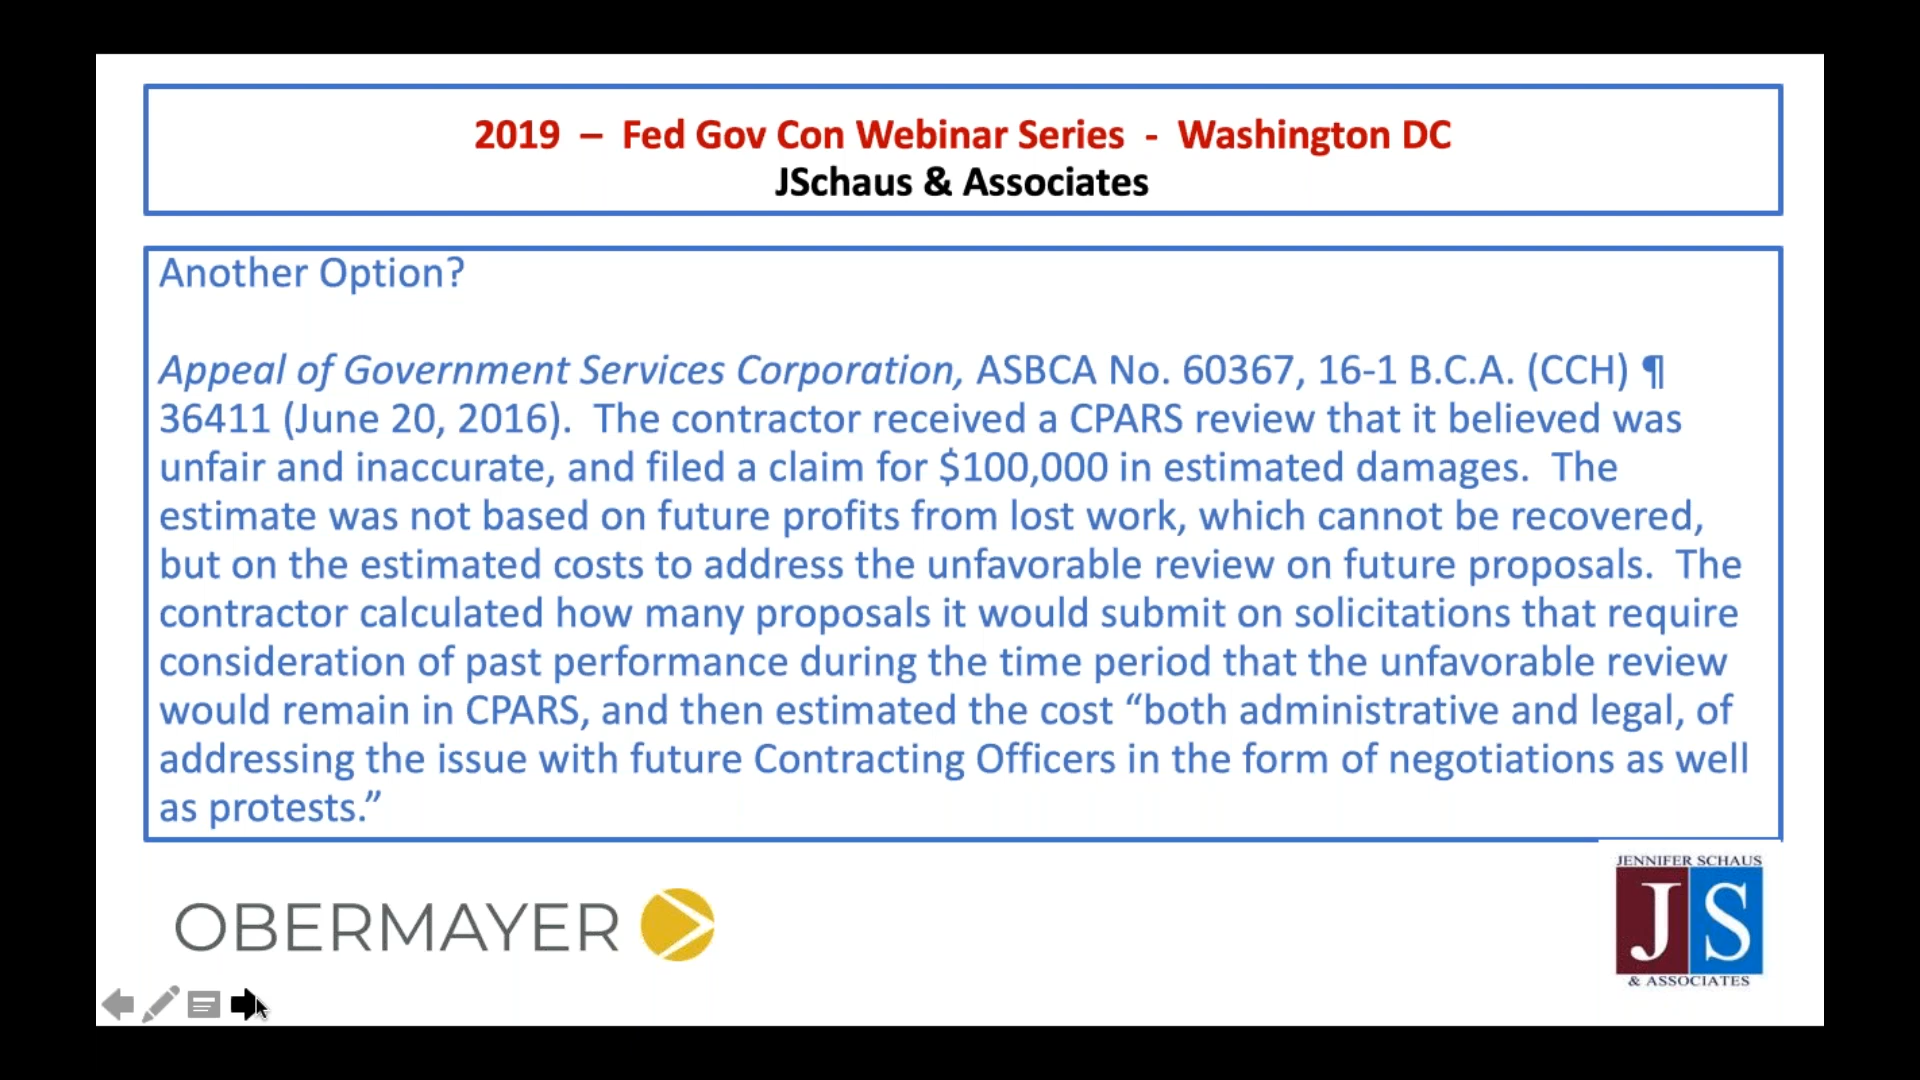 2019 – Fed Gov Con Webinar Series - Washington DC
JSchaus & Associates
Another Option?
Appeal of Government Services Corporation, ASBCA No. 60367, 16-1 B.C.A. (CCH) ¶
36411 (June 20, 2016). The contractor received a CPARS review that it believed was
unfair and inaccurate, and filed a claim for $100,000 in estimated damages. The
estimate was not based on future profits from lost work, which cannot be recovered,
but on the estimated costs to address the unfavorable review on future proposals. The
contractor calculated how many proposals it would submit on solicitations that require
consideration of past performance during the time period that the unfavorable review
would remain in CPARS, and then estimated the cost “both administrative and legal, of
addressing the issue with future Contracting Officers in the form of negotiations as well
as protests.”
OBERMAYER
JENNIFER SCHAUS
JS
& ASSOCIATES